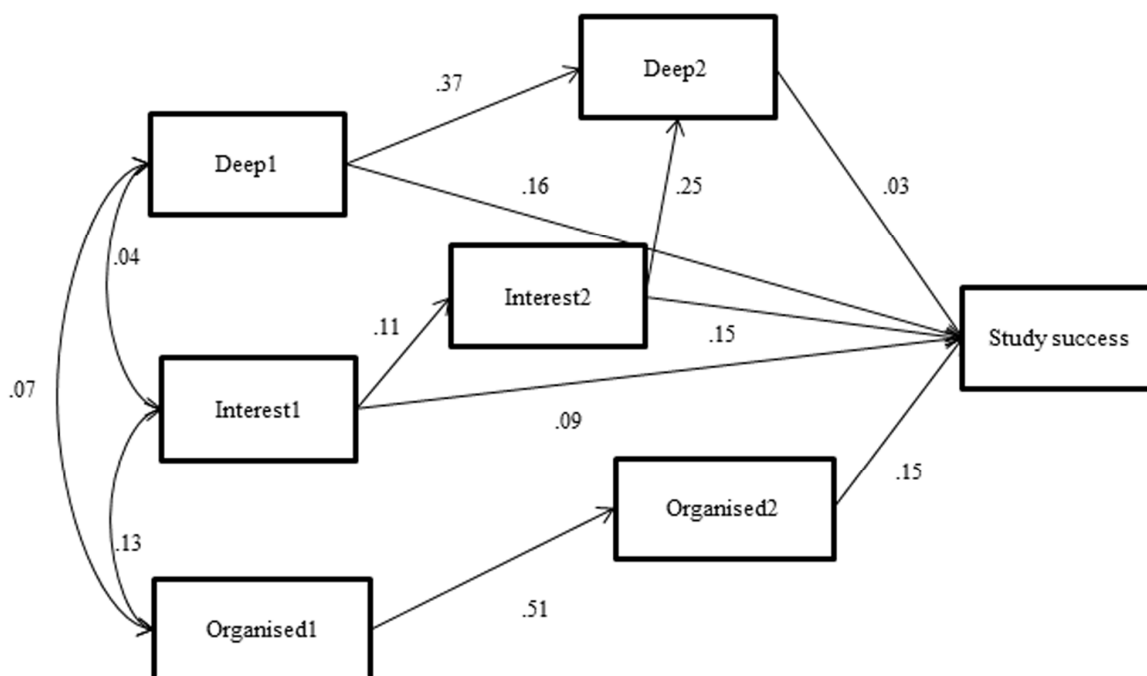 Deep2
.37
Deep1
.16
.25
.03
.04
Interest2
.11
.15
Study success
.07
Interest1
.09
Organised2
.15
.13
Organised1
.51